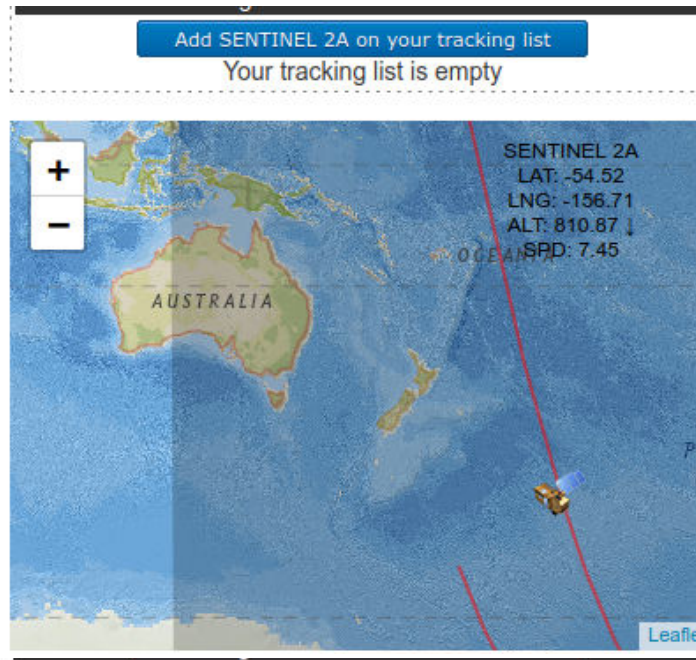 Add SENTINEL 2A on your tracking list
Your tracking list is empty
+
−
SENTINEL 2A
LAT: -54.52
LNG: -156.71
ALT: 810.87 ↓
SPD: 7.45
AUSTRALIA
P
Leafle